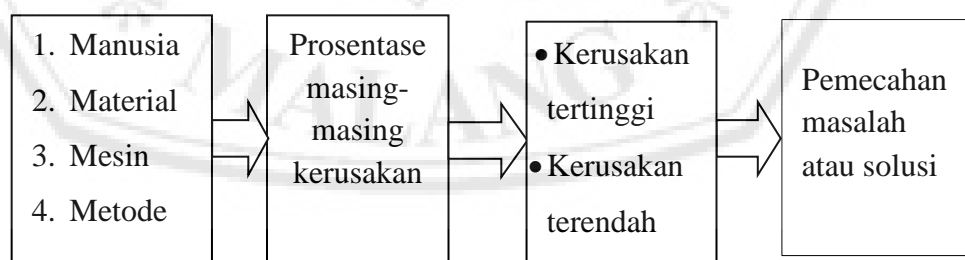 1. Manusia
2. Material
3. Mesin
4. Metode
Prosentase
masing-
masing
kerusakan
• Kerusakan
tertinggi
• Kerusakan
terendah
Pemecahan
masalah
atau solusi
MALANG